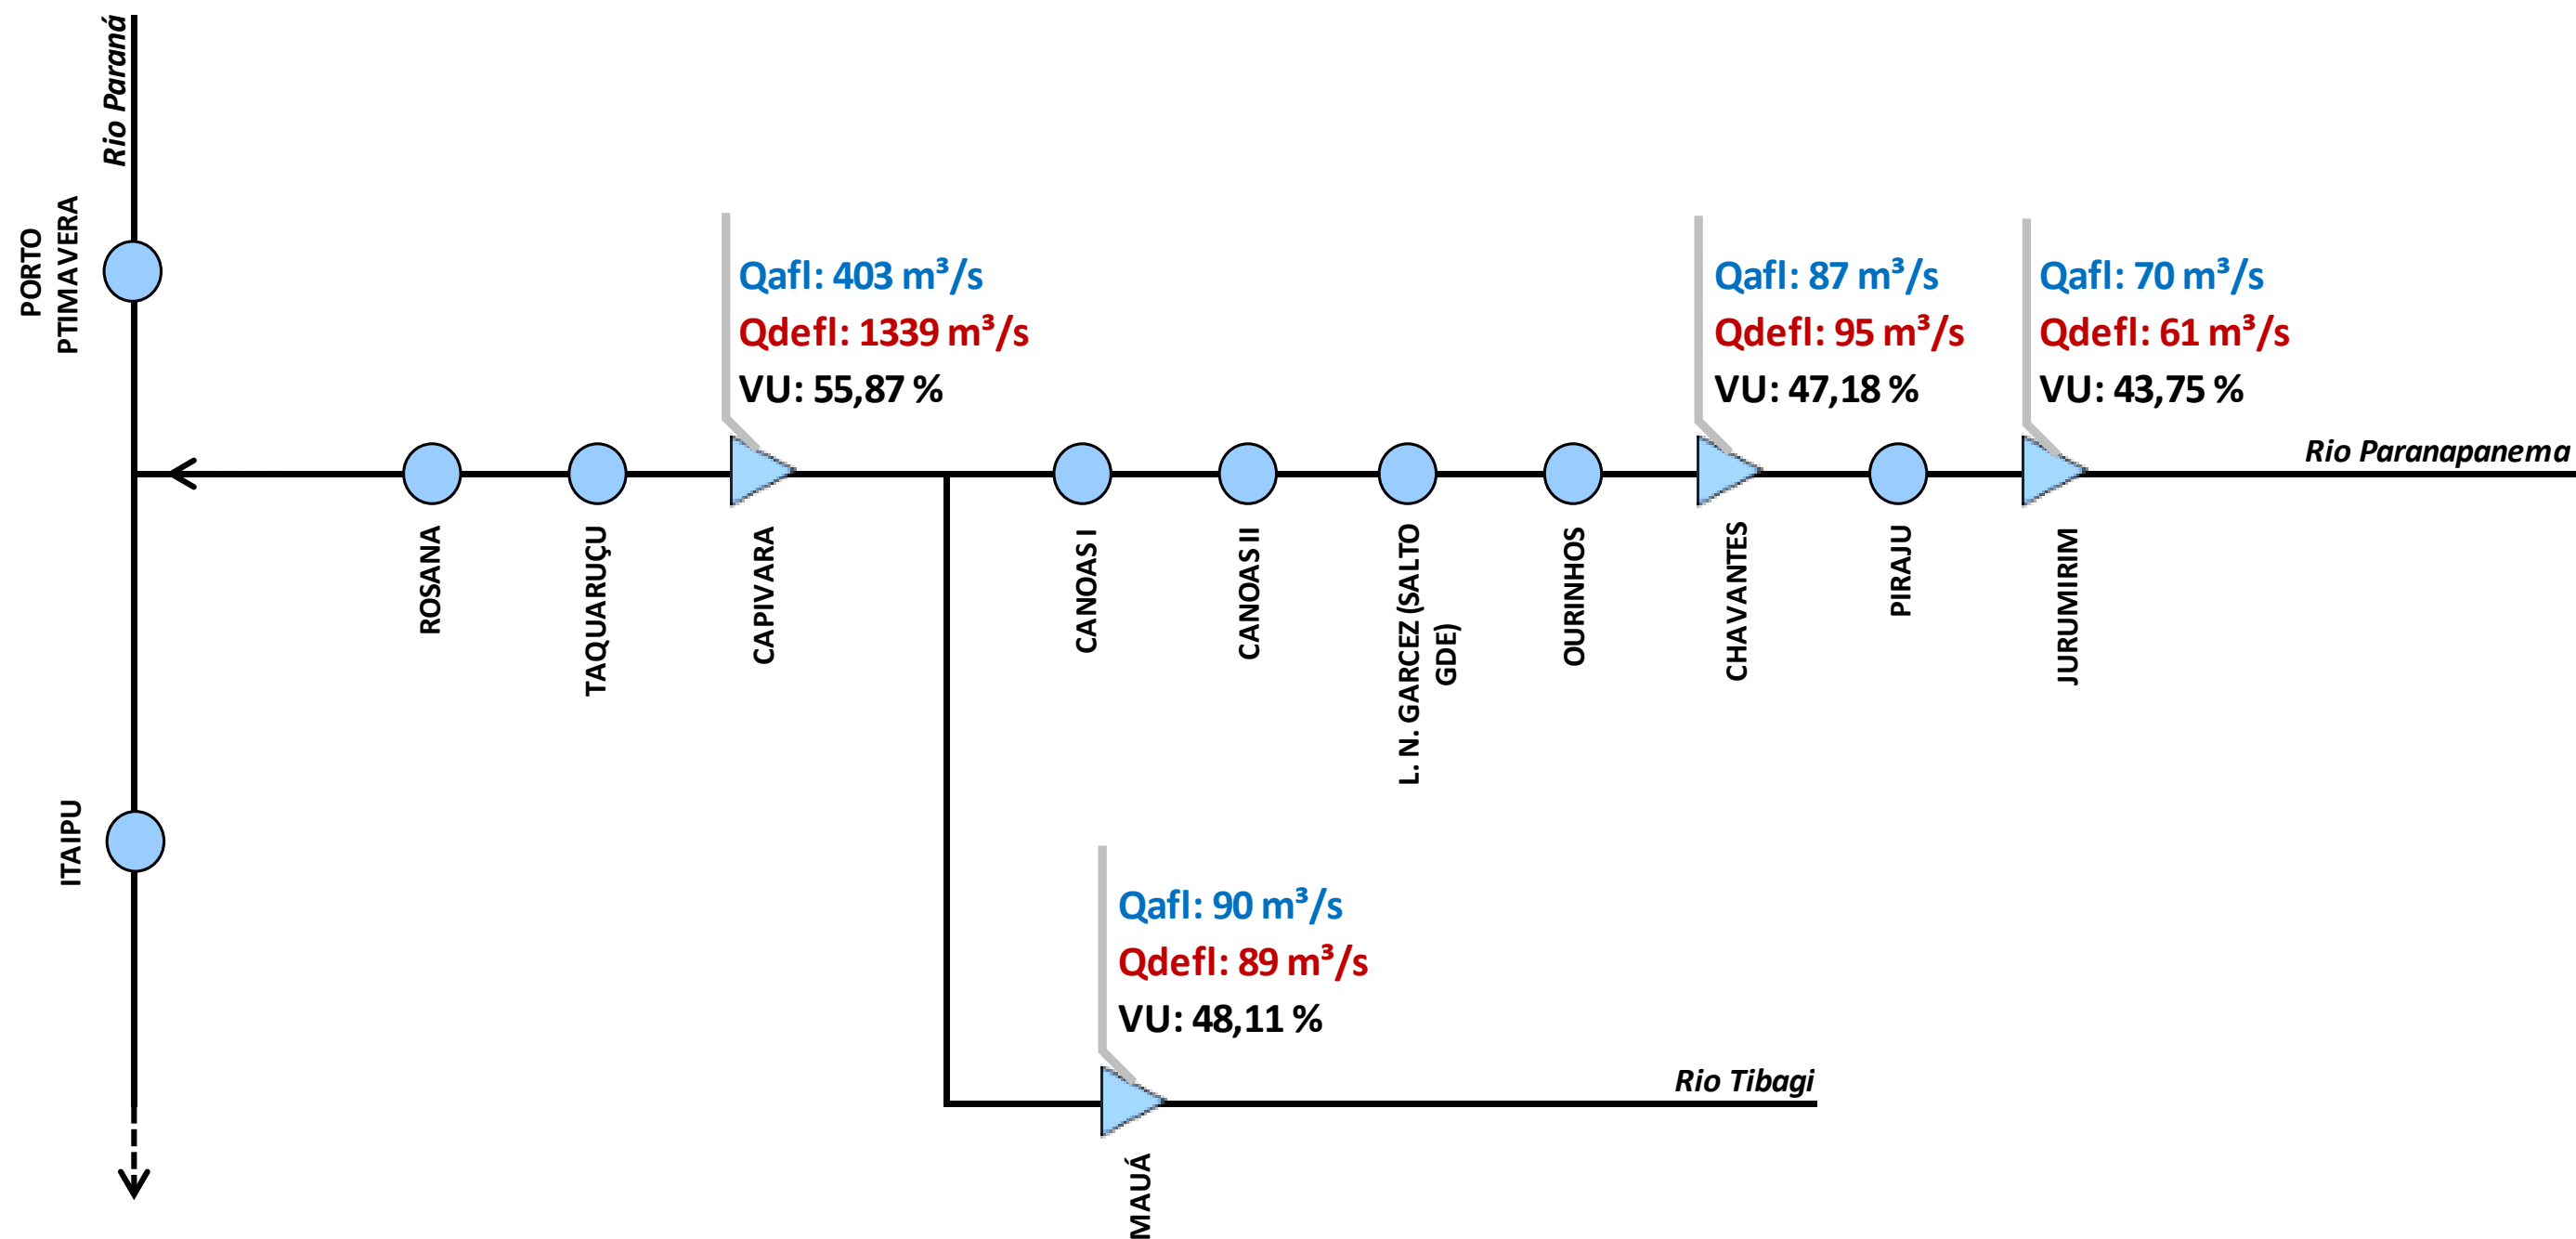 Rio Paraná
PORTO
PTIMAVERA
Qafl: 403 m³/s
Qdefl: 1339 m³/s
VU: 55,87 %
Qafl: 87 m³/s
Qdefl: 95 m³/s
VU: 47,18 %
Qafl: 70 m³/s
Qdefl: 61 m³/s
VU: 43,75 %
Rio Paranapanema
ROSANA
TAQUARUÇU
CAPIVARA
CANOAS I
CANOAS II
L. N. GARCEZ (SALTO
GDE)
OURINHOS
CHAVANTES
PIRAJU
JURUMIRIM
ITAIPU
Qafl: 90 m³/s
Qdefl: 89 m³/s
VU: 48,11 %
Rio Tibagi
MAUÁ